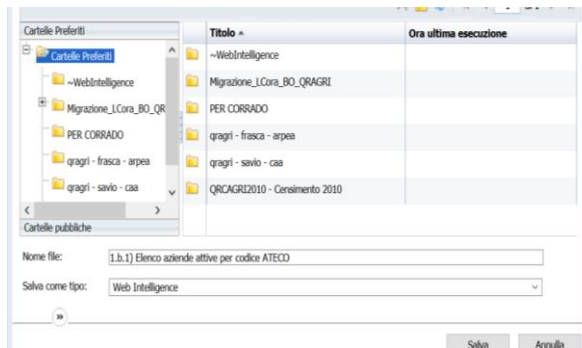 Cartelle Preferiti
Titolo
Ora ultima esecuzione
Cartelle Preferiti
~WebIntelligence
Migrazione_LCora_BO_QR
PER CORRADO
qragri - frasca - arpea
qragri - savio - caa
~WebIntelligence
Migrazione_LCora_BO_QRAGRI
PER CORRADO
qragri - frasca - arpea
qragri - savio - caa
QRCAGRI2010 - Censimento 2010
Cartelle pubbliche
Nome file: 1.b.1) Elenco aziende attive per codice ATECO
Salva come tipo: Web Intelligence
»
Salva Annulla